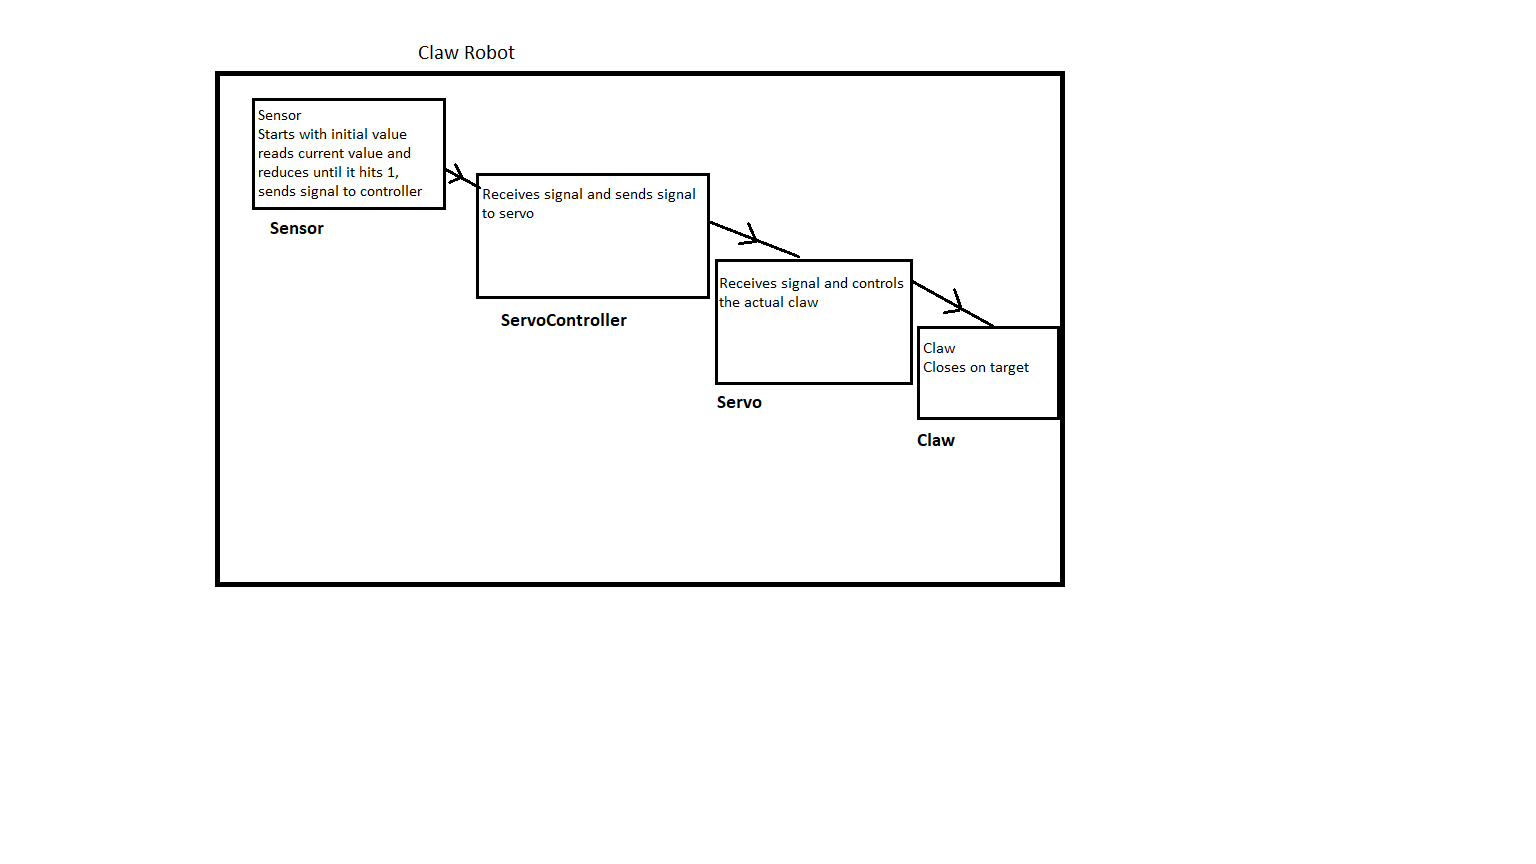 Claw Robot
Sensor
Starts with initial value
reads current value and
reduces until it hits 1,
sends signal to controller
Sensor
Receives signal and sends signal
to servo
ServoController
Receives signal and controls
the actual claw
Servo
Claw
Closes on target
Claw